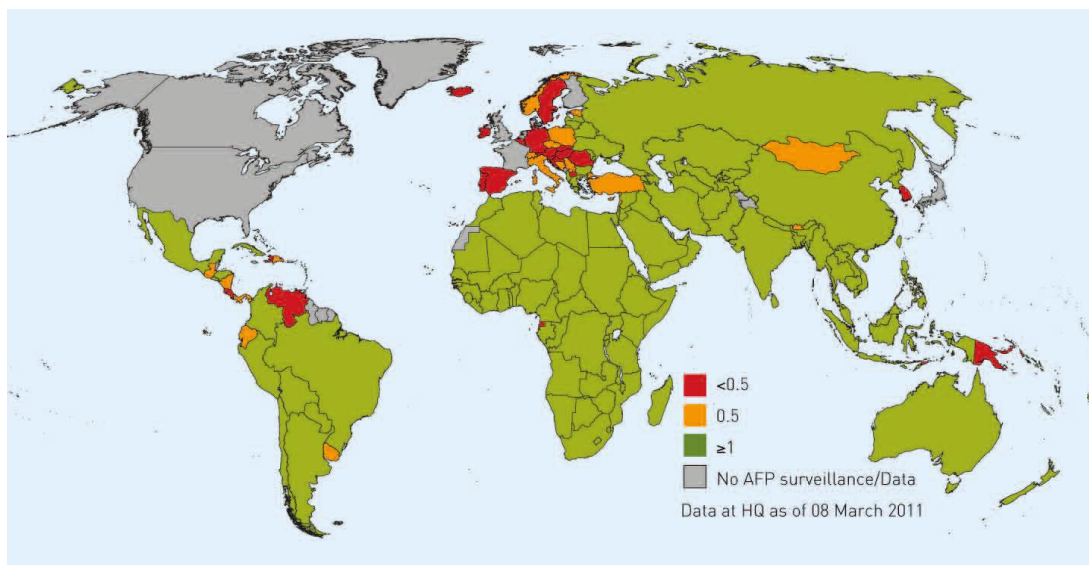 <0.5
0.5
≥1
No AFP surveillance/Data
Data at HQ as of 08 March 2011